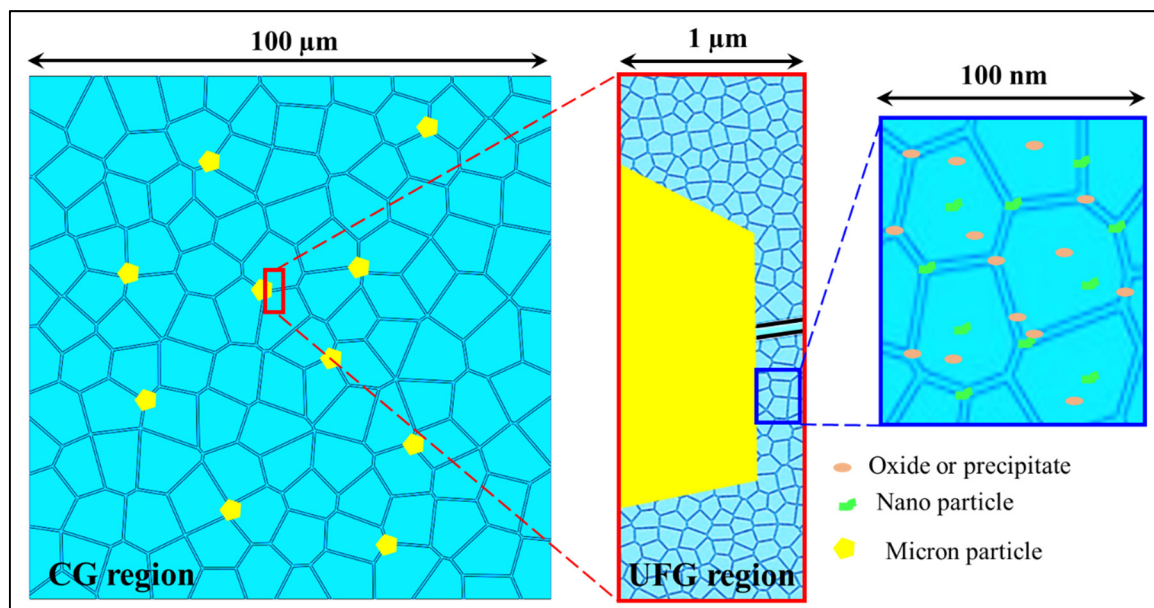 100 μm
1 μm
100 nm
CG region
UFG region
Oxide or precipitate
Nano particle
Micron particle